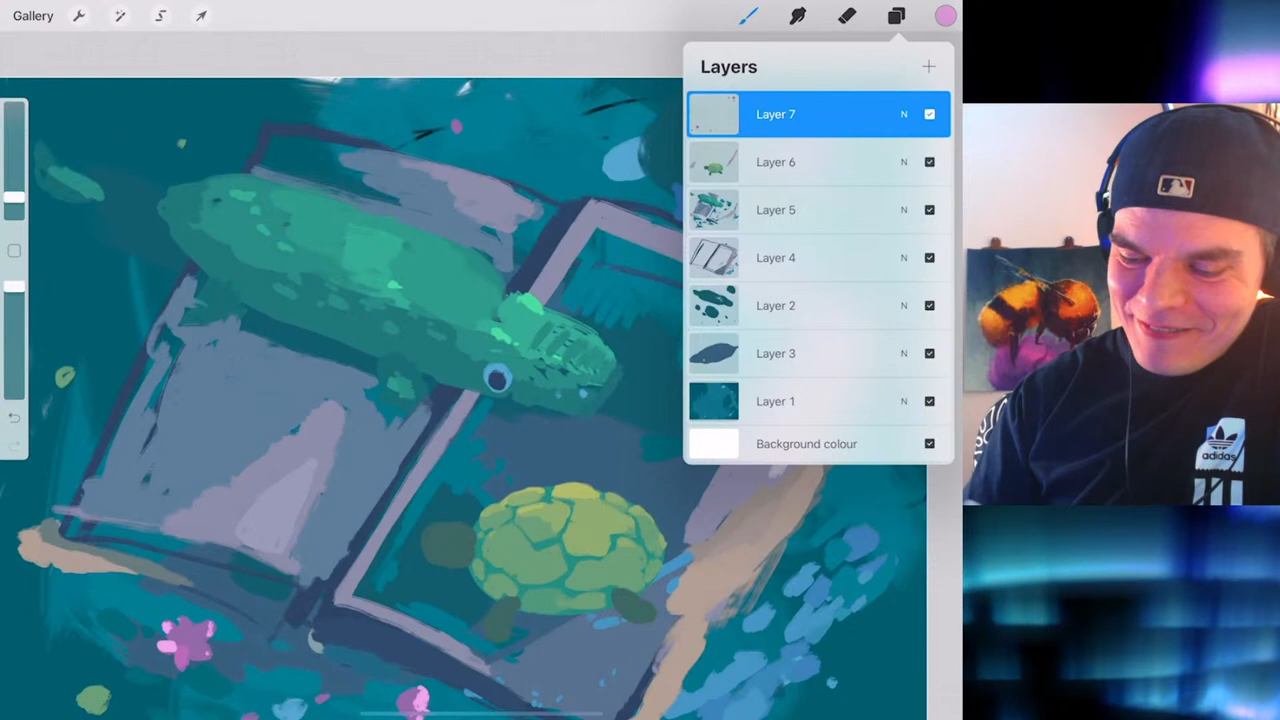 Gallery
Layers
Layer 7 N
Layer 6 N
Layer 5 N
Layer 4 N
Layer 2 N
Layer 3 N
Layer 1 N
Background colour
adidas